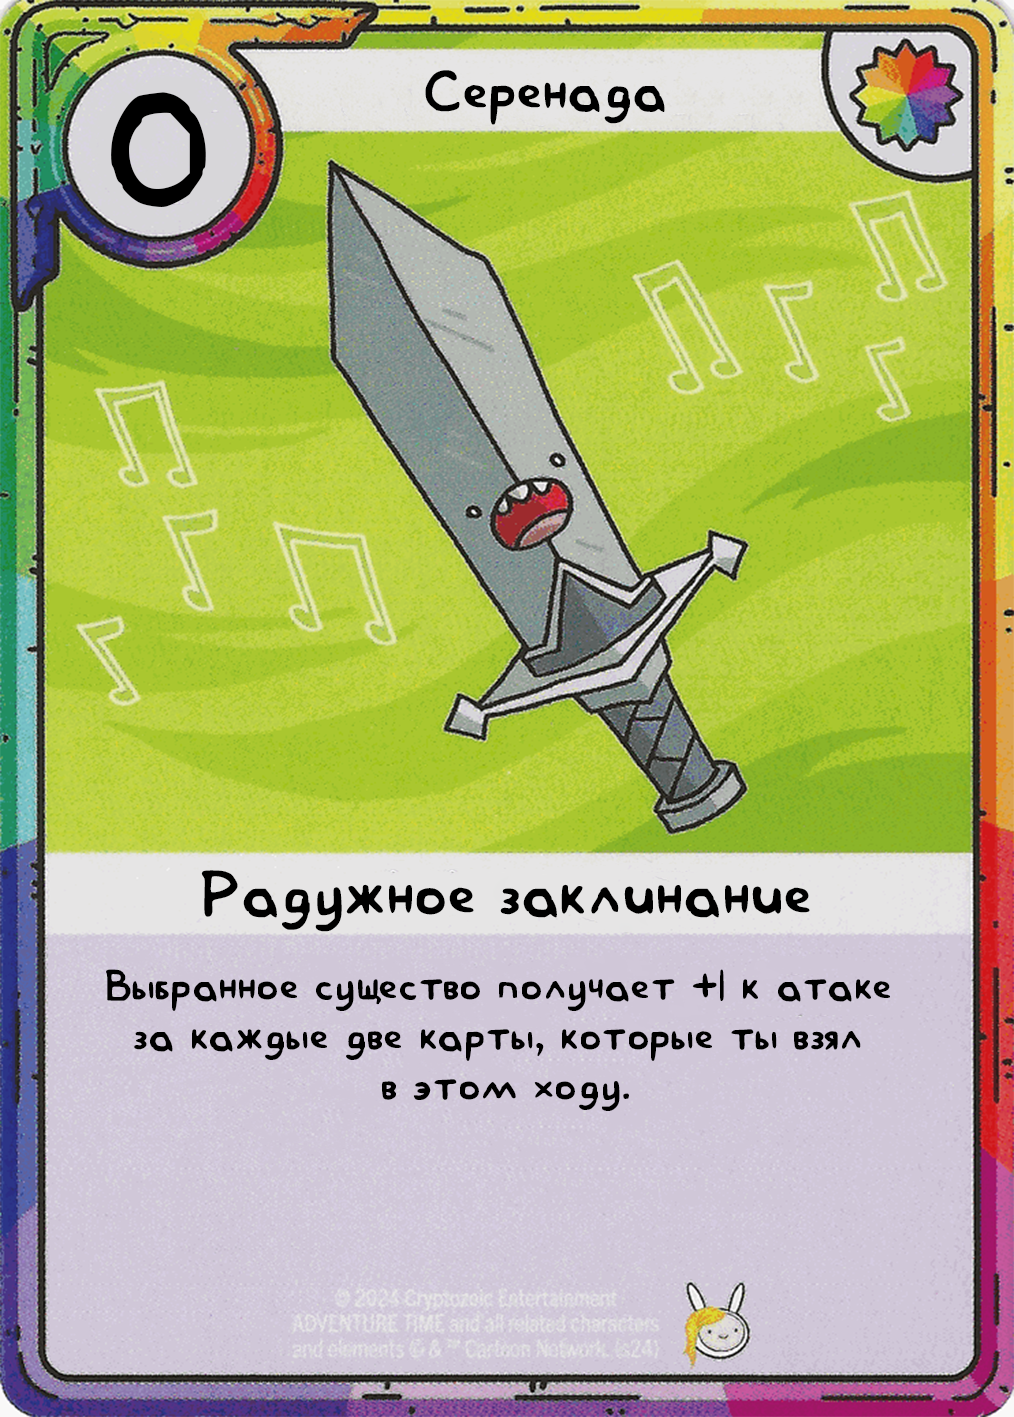 0
Серенада
Радужное заклинание
Выбранное существо получает +1 к атаке
за каждые две карты, которые ты взял
в этом ходу.
© 2024 Cryptozoic Entertainment
ADVENTURE TIME and all related characters
and elements © & ™ Cartoon Network. (s24)